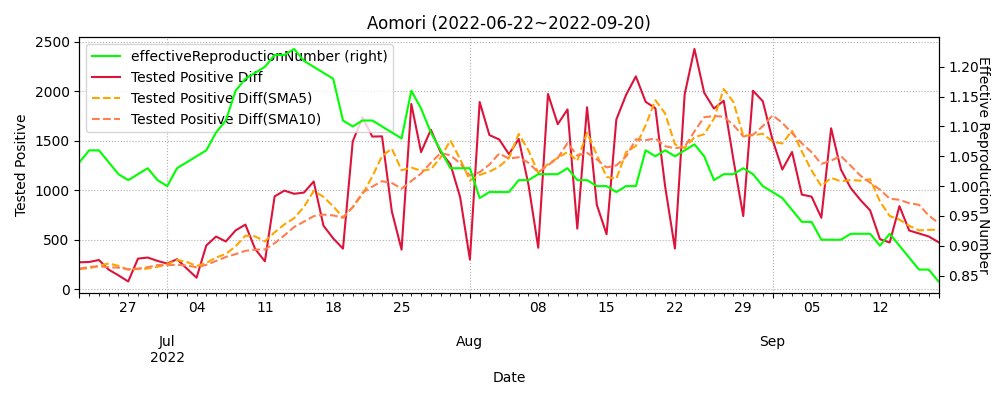 Aomori (2022-06-22~2022-09-20)
effectiveReproductionNumber (right)
Tested Positive Diff
Tested Positive Diff(SMA5)
Tested Positive Diff(SMA10)
Tested Positive
2500
2000
1500
1000
500
0
Effective Reproduction Number
1.20
1.15
1.10
1.05
1.00
0.95
0.90
0.85
27 04 11 18 25 08 15 22 29 05 12
Jul Aug Sep
2022
Date